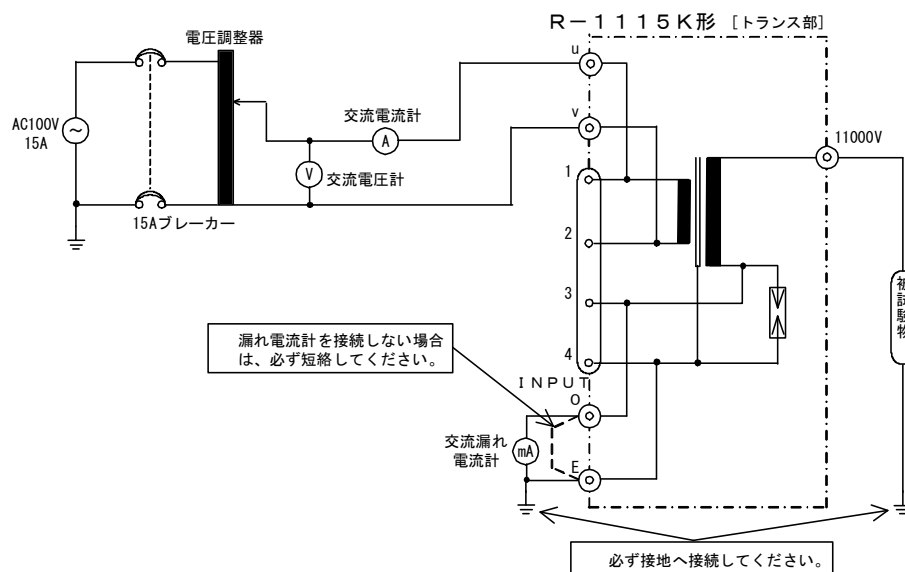 R－1115K形 [トランス部]
電圧調整器
u
AC100V
15A
交流電流計
A
v
11000V
V
交流電圧計
1
15Aブレーカー
2
3
被試験物
漏れ電流計を接続しない場合
は、必ず短絡してください。
4
INPUT
O
交流漏れ
電流計
mA
E
必ず接地へ接続してください。